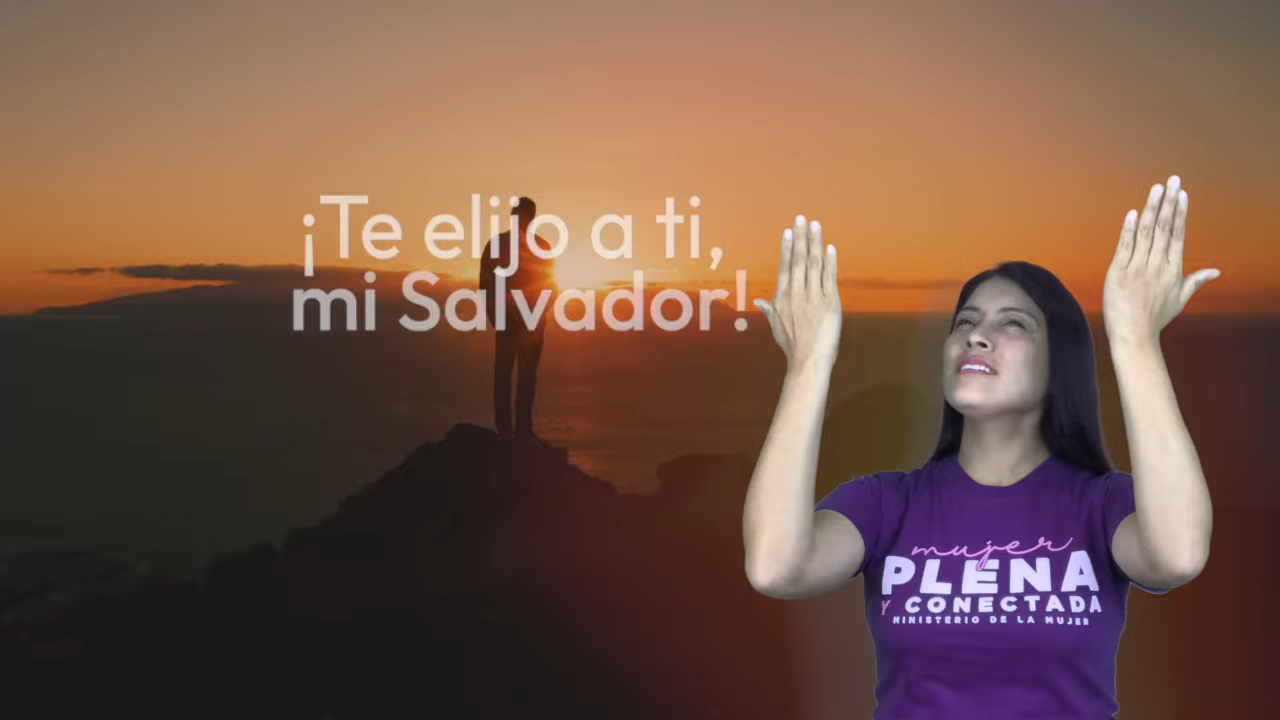 ¡Te elijo a ti,
mi Salvador!
mujer
PLENA
Y CONECTADA
MINISTERIO DE LA MUJER